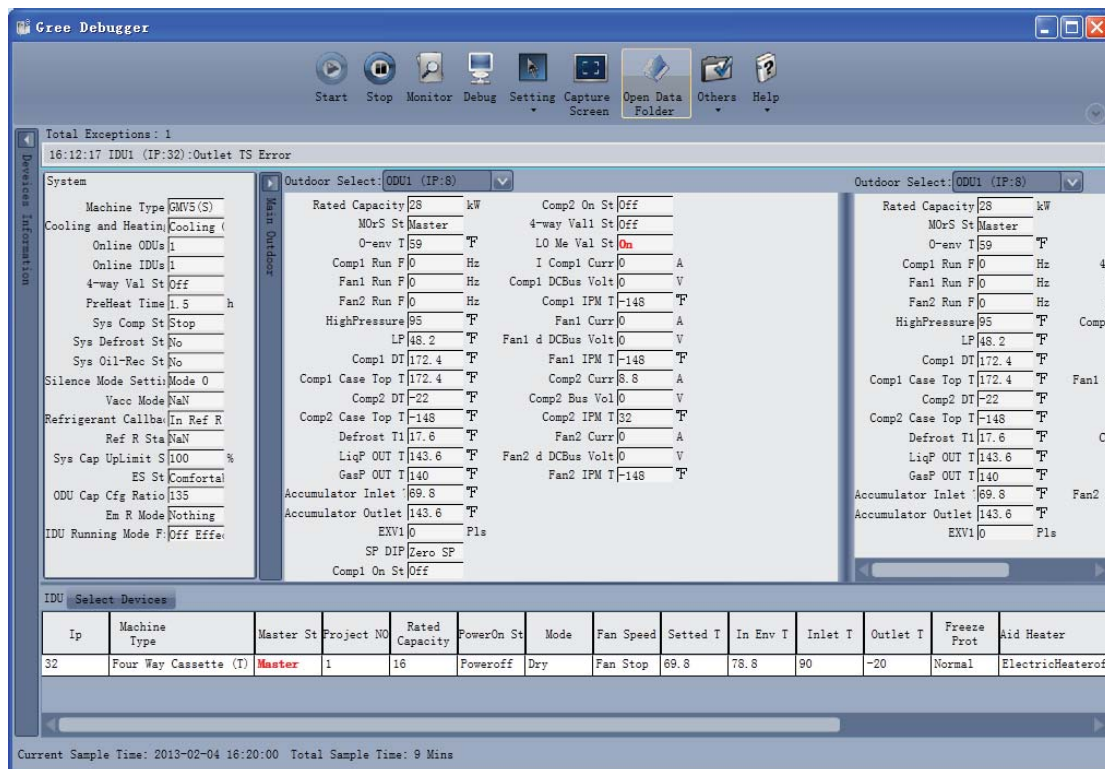 Gree Debugger
Start Stop Monitor Debug Setting Capture Screen Open Data Folder Others Help
Total Exceptions: 1
16:12:17 IDU1 (IP:32):Outlet TS Error
Deveices Information
System
Machine Type GMV5(S)
Cooling and Heatin Cooling (
Online ODUs 1
Online IDUs 1
4-way Val St Off
PreHeat Time 1.5 h
Sys Comp St Stop
Sys Defrost St No
Sys Oil-Rec St No
Silence Mode Setti: Mode 0
Vacc Mode NaN
Refrigerant Callba( In Ref R
Ref R Sta NaN
Sys Cap UpLimit S 100 %
ES St Comfortal
ODU Cap Cfg Ratio 135
Em R Mode Nothing
IDU Running Mode F: Off Effe
Main Outdoor
Outdoor Select: ODU1 (IP:8)
Rated Capacity 28 kW
MOrS St Master
O-env T 59 ℉
Comp1 Run F 0 Hz
Fan1 Run F 0 Hz
Fan2 Run F 0 Hz
HighPressure 95 ℉
LP 48.2 ℉
Comp1 DT 172.4 ℉
Comp1 Case Top T 172.4 ℉
Comp2 DT -22 ℉
Comp2 Case Top T -148 ℉
Defrost T1 17.6 ℉
LiqP OUT T 143.6 ℉
GasP OUT T 140 ℉
Accumulator Inlet 69.8 ℉
Accumulator Outlet 143.6 ℉
EXV1 0 Pls
SP DIP Zero SP
Comp1 On St Off
Comp2 On St Off
4-way Val1 St Off
LO Me Val St On
I Comp1 Curr 0 A
Comp1 DCBus Volt 0 V
Comp1 IPM T -148 ℉
Fan1 Curr 0 A
Fan1 d DCBus Volt 0 V
Fan1 IPM T -148 ℉
Comp2 Curr 8.8 A
Comp2 Bus Vol 0 V
Comp2 IPM T 32 ℉
Fan2 Curr 0 A
Fan2 d DCBus Volt 0 V
Fan2 IPM T -148 ℉
Outdoor Select: ODU1 (IP:8)
Rated Capacity 28 kW
MOrS St Master
O-env T 59 ℉
Comp1 Run F 0 Hz 4
Fan1 Run F 0 Hz
Fan2 Run F 0 Hz
HighPressure 95 ℉ Comp
LP 48.2 ℉
Comp1 DT 172.4 ℉
Comp1 Case Top T 172.4 ℉ Fan1
Comp2 DT -22 ℉
Comp2 Case Top T -148 ℉
Defrost T1 17.6 ℉ C
LiqP OUT T 143.6 ℉
GasP OUT T 140 ℉
Accumulator Inlet 69.8 ℉ Fan2
Accumulator Outlet 143.6 ℉
EXV1 0 Pls
IDU Select Devices
Ip Machine Type Master St Project NO Rated Capacity PowerOn St Mode Fan Speed Setted T In Env T Inlet T Outlet T Freeze Prot Aid Heater
32 Four Way Cassette (T) Master 1 16 Poweroff Dry Fan Stop 69.8 78.8 90 -20 Normal ElectricHeaterof
Current Sample Time: 2013-02-04 16:20:00 Total Sample Time: 9 Mins